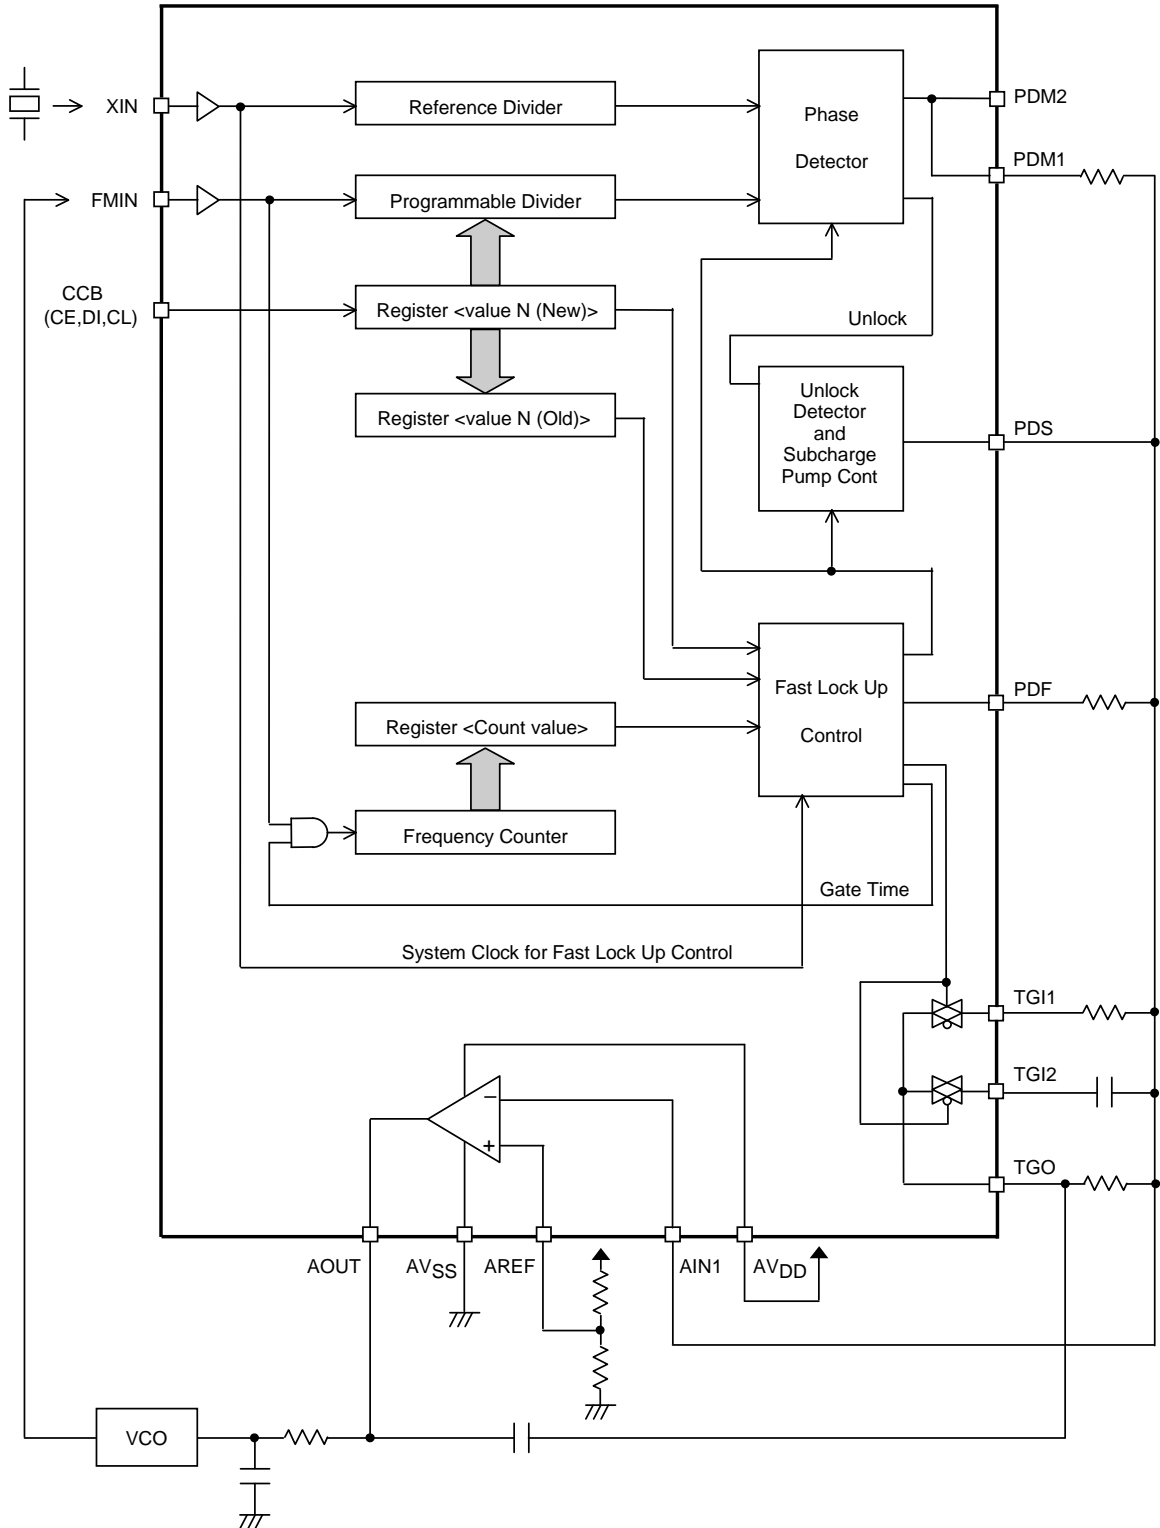 XIN
Reference Divider
Phase
Detector
PDM2
PDM1
FMIN
Programmable Divider
CCB
(CE,DI,CL)
Register <value N (New)>
Unlock
Register <value N (Old)>
Unlock
Detector
and
Subcharge
Pump Cont
PDS
Fast Lock Up
Control
PDF
Register <Count value>
Frequency Counter
Gate Time
System Clock for Fast Lock Up Control
TGI1
TGI2
TGO
−
+
AOUT
AVSS
AREF
AIN1
AVDD
VCO